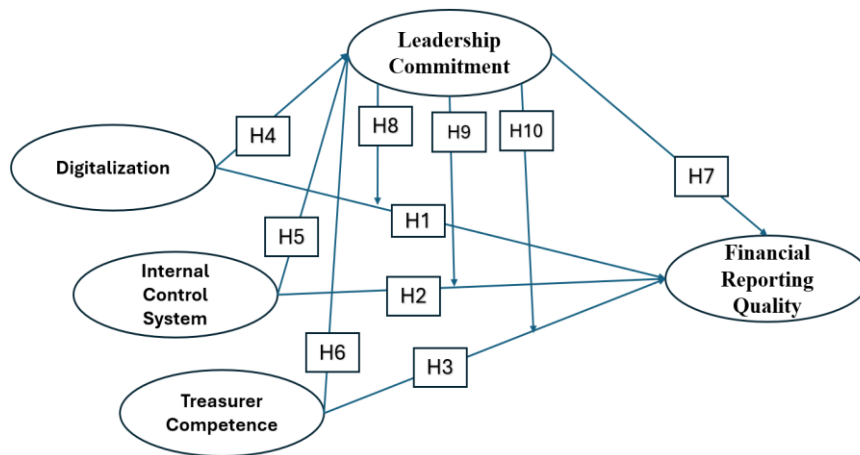 Leadership
Commitment
H8
H9
H10
H4
Digitalization
H7
H1
H5
Internal
Control
System
H2
Financial
Reporting
Quality
H6
H3
Treasurer
Competence